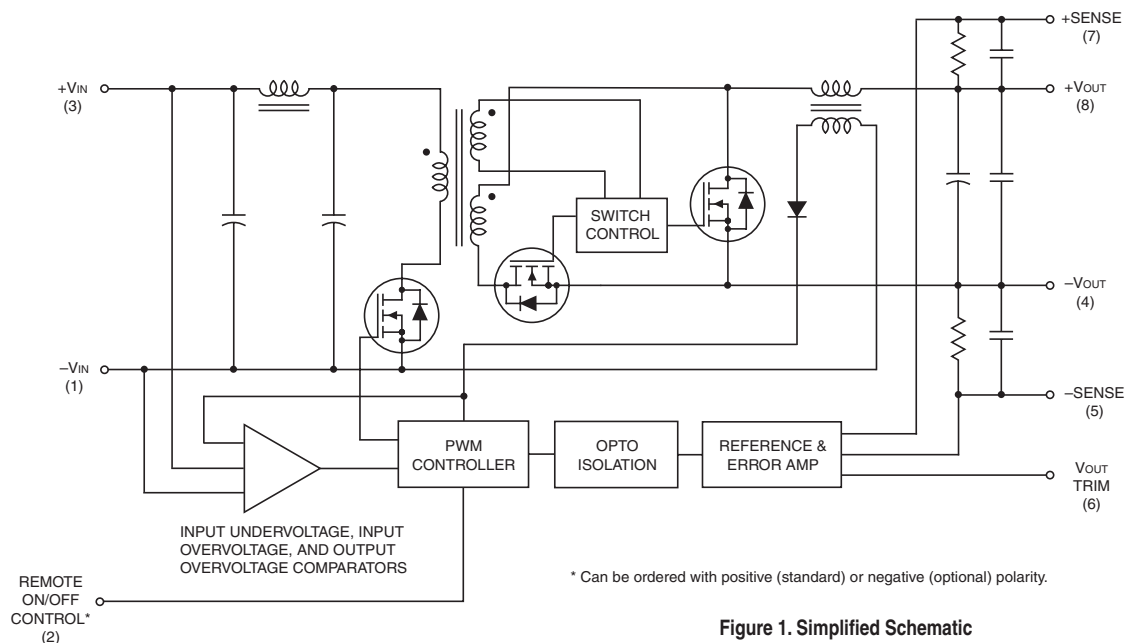 +SENSE
(7)
+VIN
(3)
+VOUT
(8)
SWITCH
CONTROL
–VOUT
(4)
–VIN
(1)
–SENSE
(5)
PWM
CONTROLLER
OPTO
ISOLATION
REFERENCE &
ERROR AMP
VOUT
TRIM
(6)
INPUT UNDERVOLTAGE, INPUT
OVERVOLTAGE, AND OUTPUT
OVERVOLTAGE COMPARATORS
REMOTE
ON/OFF
CONTROL*
(2)
* Can be ordered with positive (standard) or negative (optional) polarity.
Figure 1. Simplified Schematic